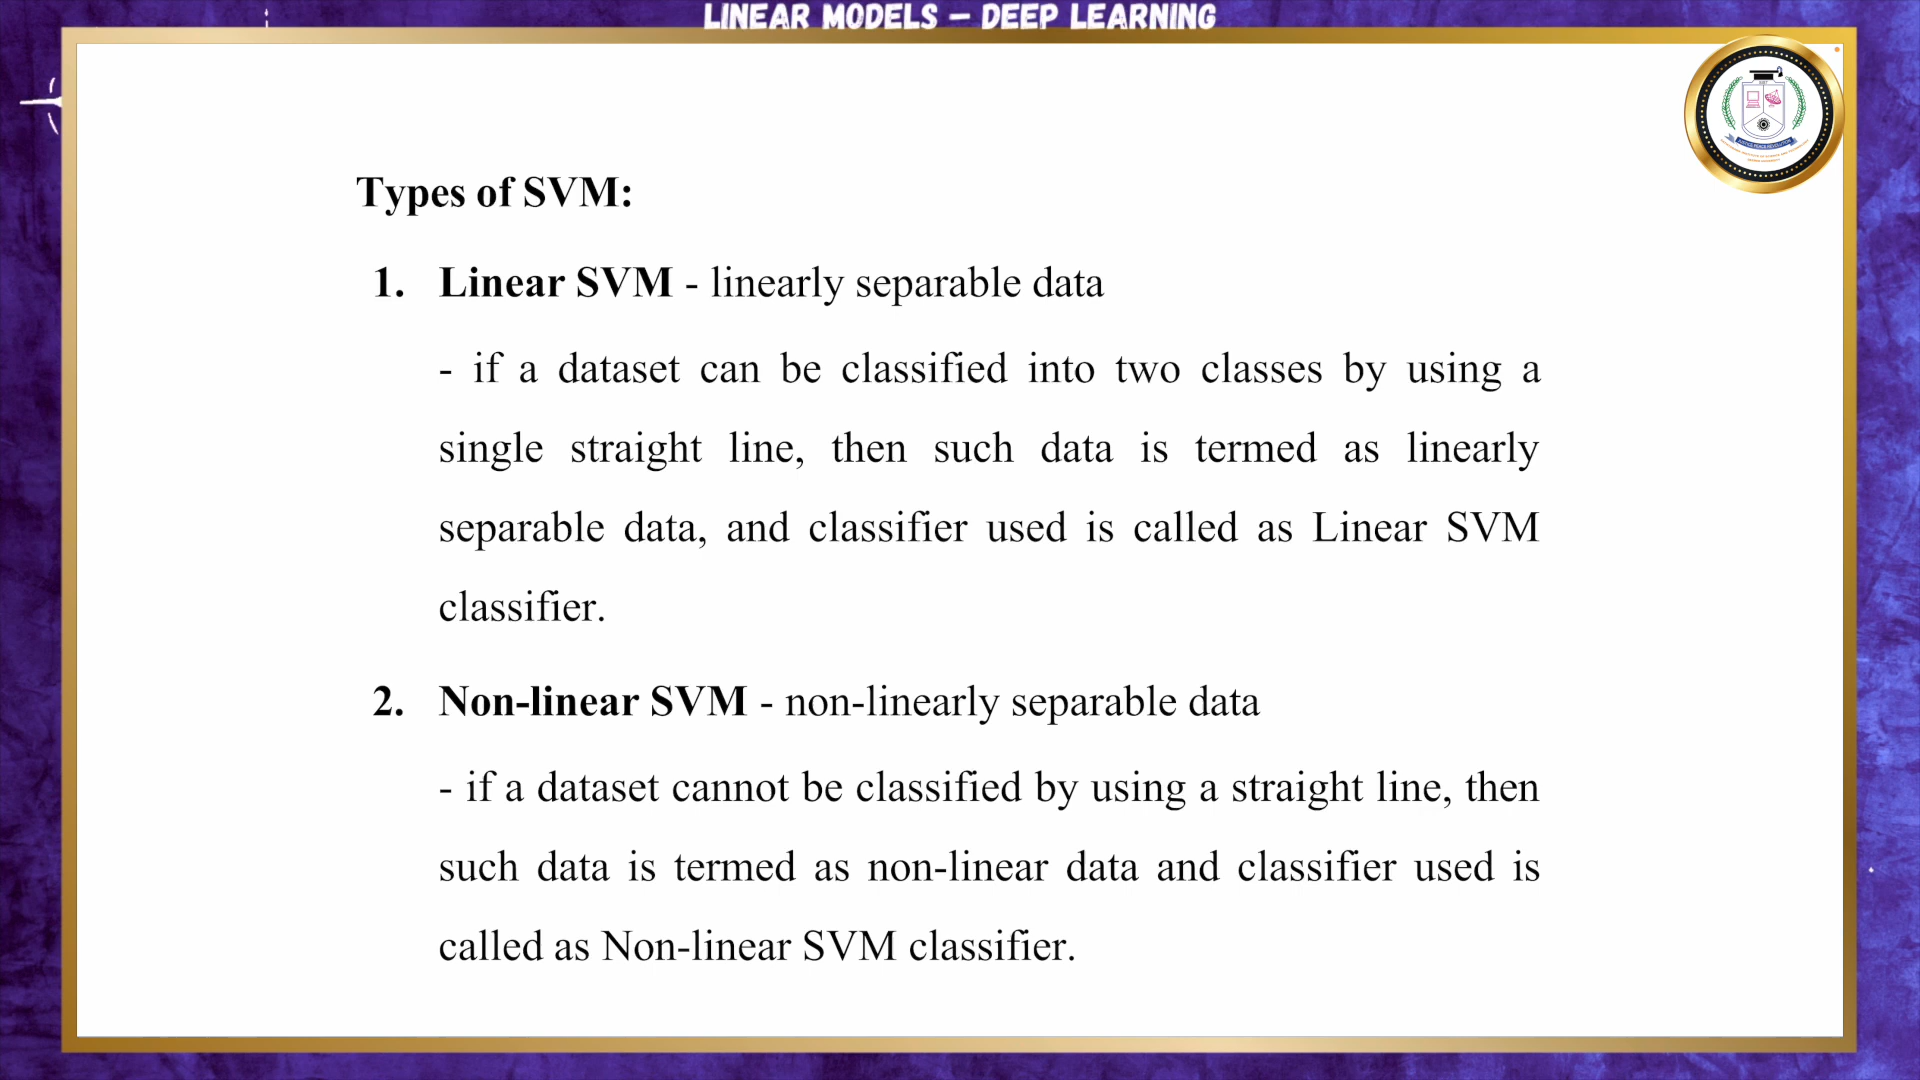 LINEAR MODELS – DEEP LEARNING
Types of SVM:
1. Linear SVM - linearly separable data
- if a dataset can be classified into two classes by using a
single straight line, then such data is termed as linearly
separable data, and classifier used is called as Linear SVM
classifier.
2. Non-linear SVM - non-linearly separable data
- if a dataset cannot be classified by using a straight line, then
such data is termed as non-linear data and classifier used is
called as Non-linear SVM classifier.